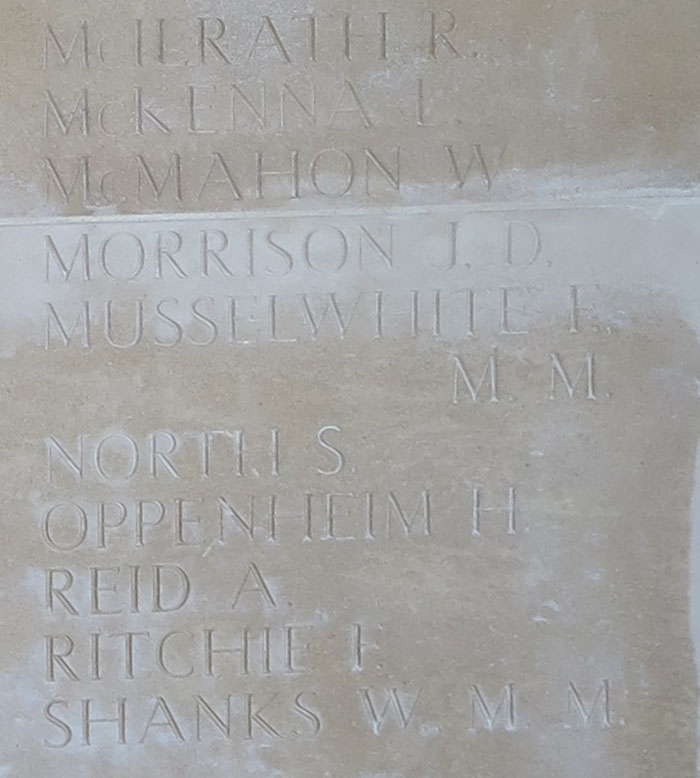 McILRATH R.
McKENNA L.
McMAHON W.
MORRISON J. D.
MUSSELWHITE F.,
M. M.
NORTH S.
OPPENHEIM H.
REID A.
RITCHIE F.
SHANKS W., M. M.